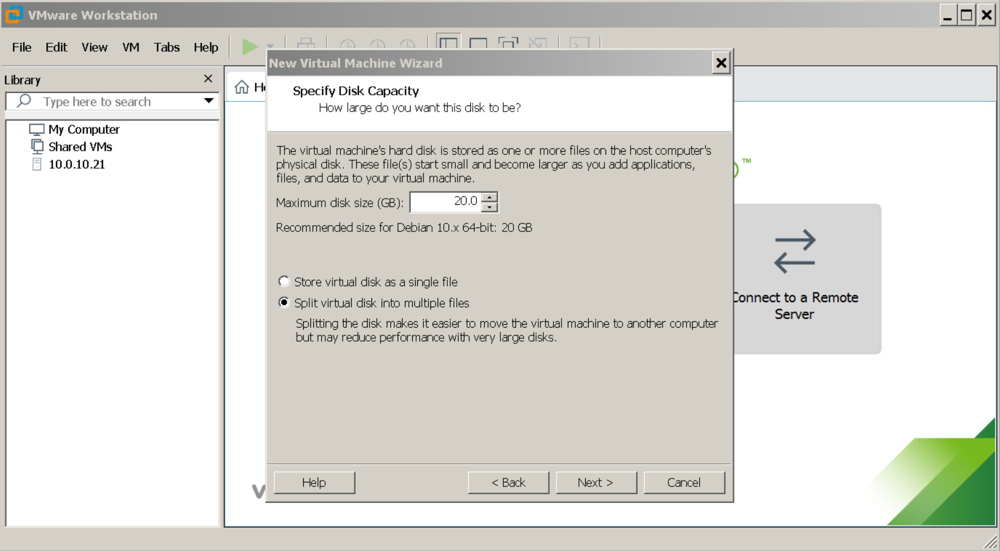 VMware Workstation
File Edit View VM Tabs Help
Library
Type here to search
My Computer
Shared VMs
10.0.10.21
New Virtual Machine Wizard
Specify Disk Capacity
How large do you want this disk to be?
The virtual machine's hard disk is stored as one or more files on the host computer's
physical disk. These file(s) start small and become larger as you add applications,
files, and data to your virtual machine.
Maximum disk size (GB): 20.0
Recommended size for Debian 10.x 64-bit: 20 GB
Store virtual disk as a single file
Split virtual disk into multiple files
Splitting the disk makes it easier to move the virtual machine to another computer
but may reduce performance with very large disks.
Help < Back Next > Cancel
™
Connect to a Remote
Server